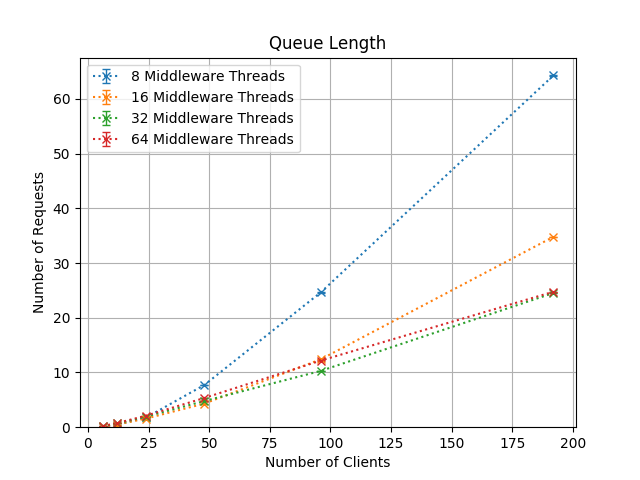 Queue Length
8 Middleware Threads
16 Middleware Threads
32 Middleware Threads
64 Middleware Threads
Number of Requests
60
50
40
30
20
10
0
0 25 50 75 100 125 150 175 200
Number of Clients